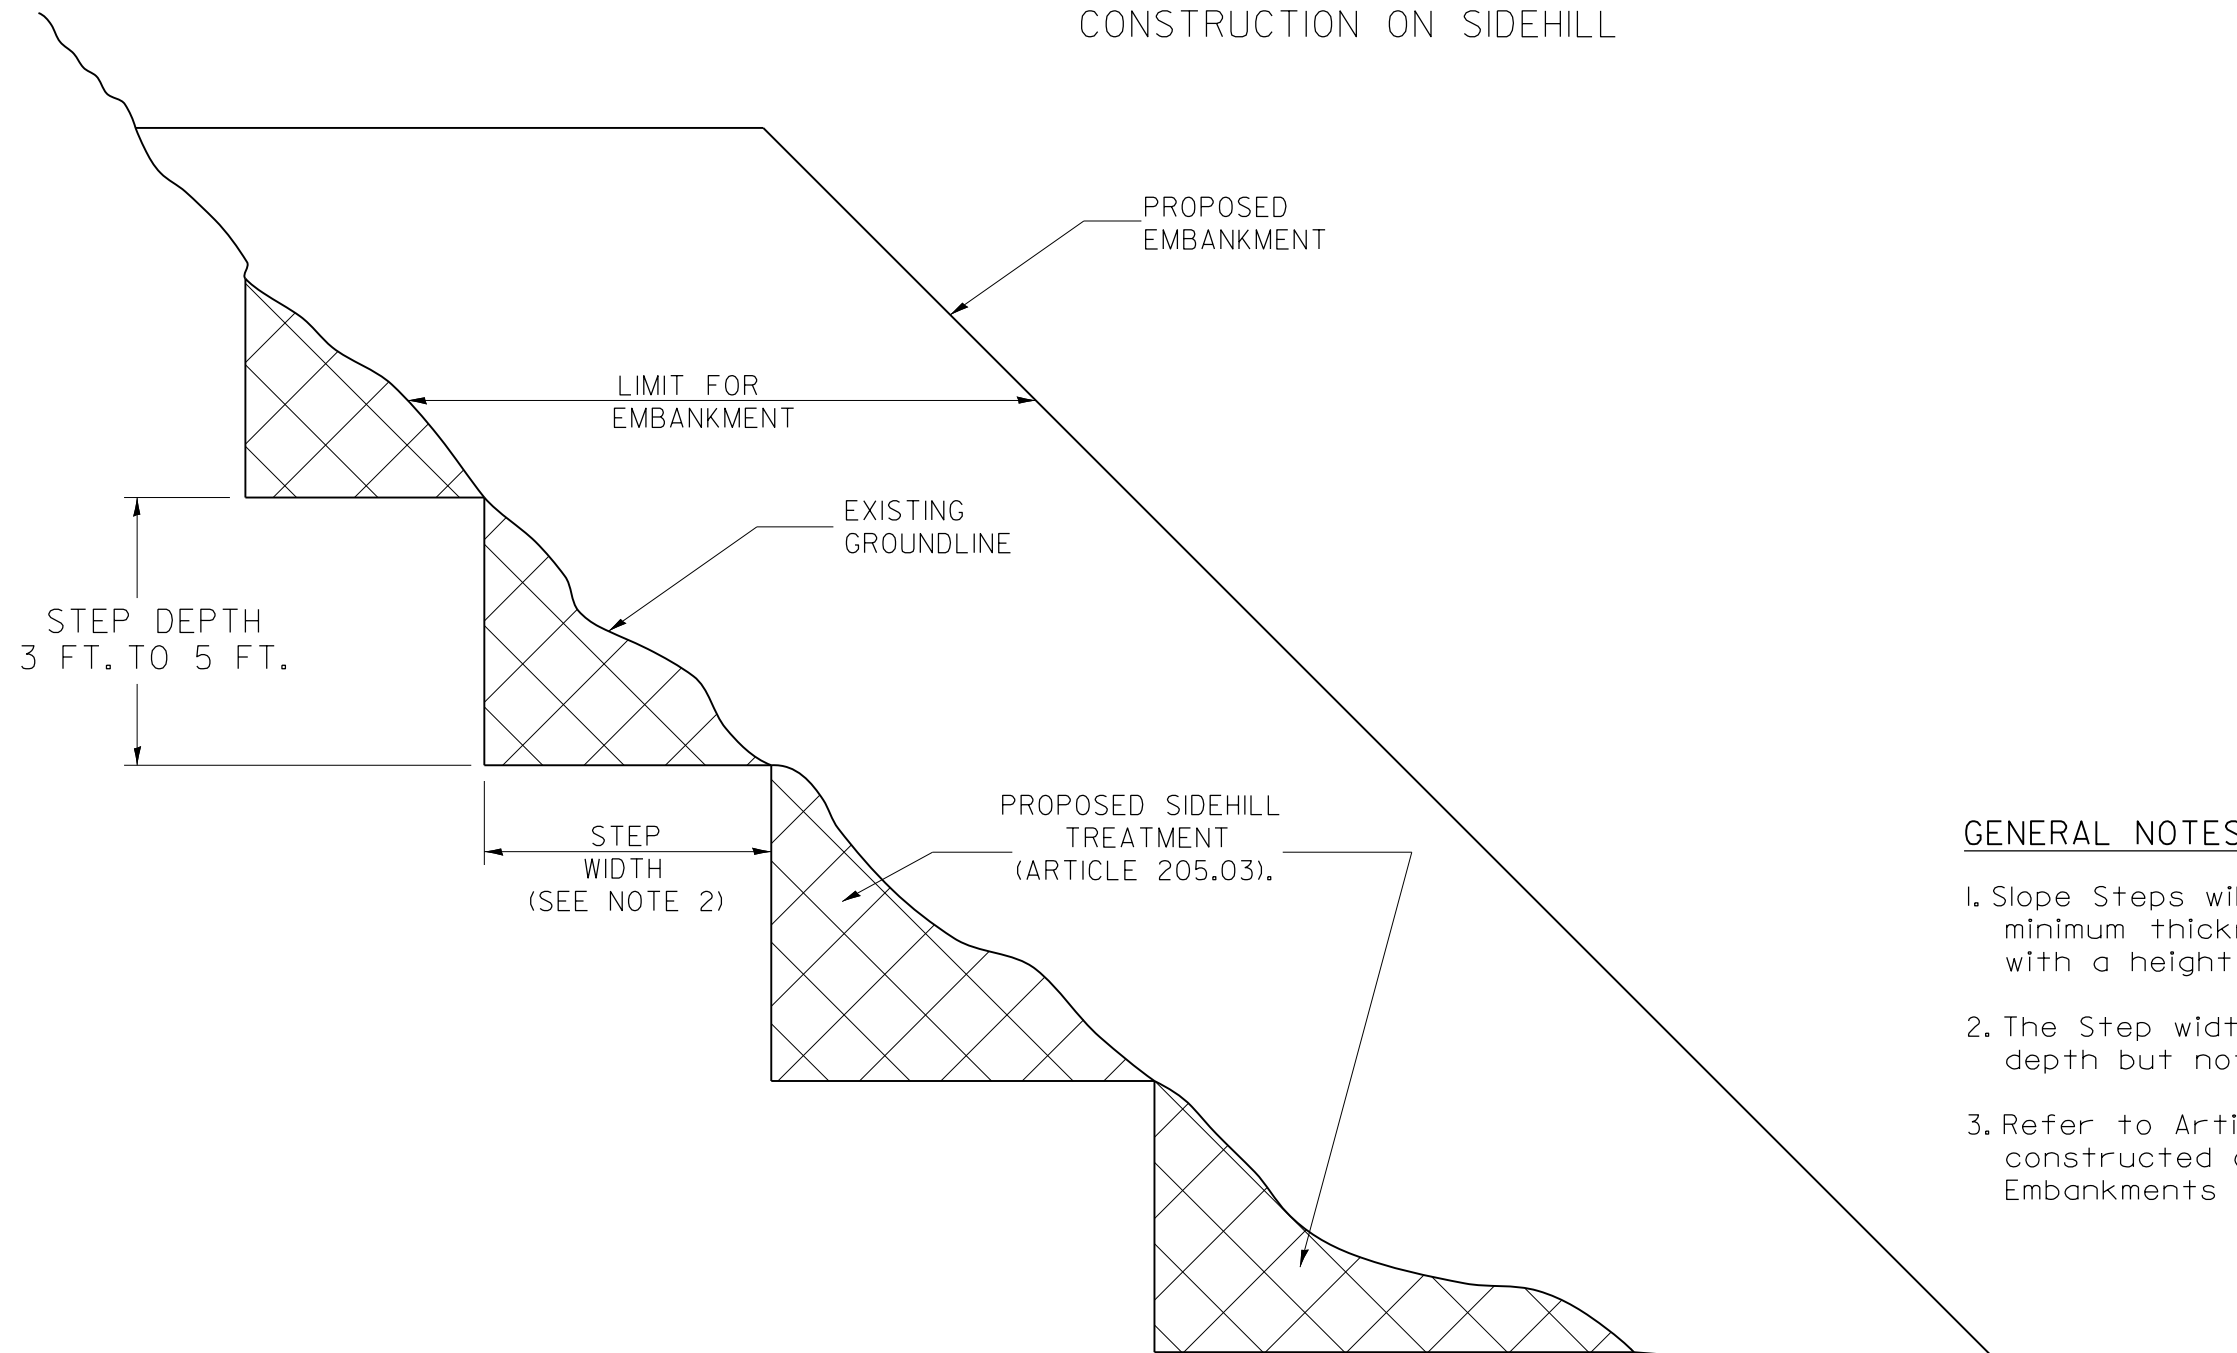 CONSTRUCTION ON SIDEHILL
PROPOSED
EMBANKMENT
LIMIT FOR
EMBANKMENT
EXISTING
GROUNDLINE
STEP DEPTH
3 FT. TO 5 FT.
STEP
WIDTH
(SEE NOTE 2)
PROPOSED SIDEHILL
TREATMENT
(ARTICLE 205.03).
GENERAL NOTES
1. Slope Steps
minimum
with a height
2. The Step
depth but
3. Refer to
constructed
Embankments